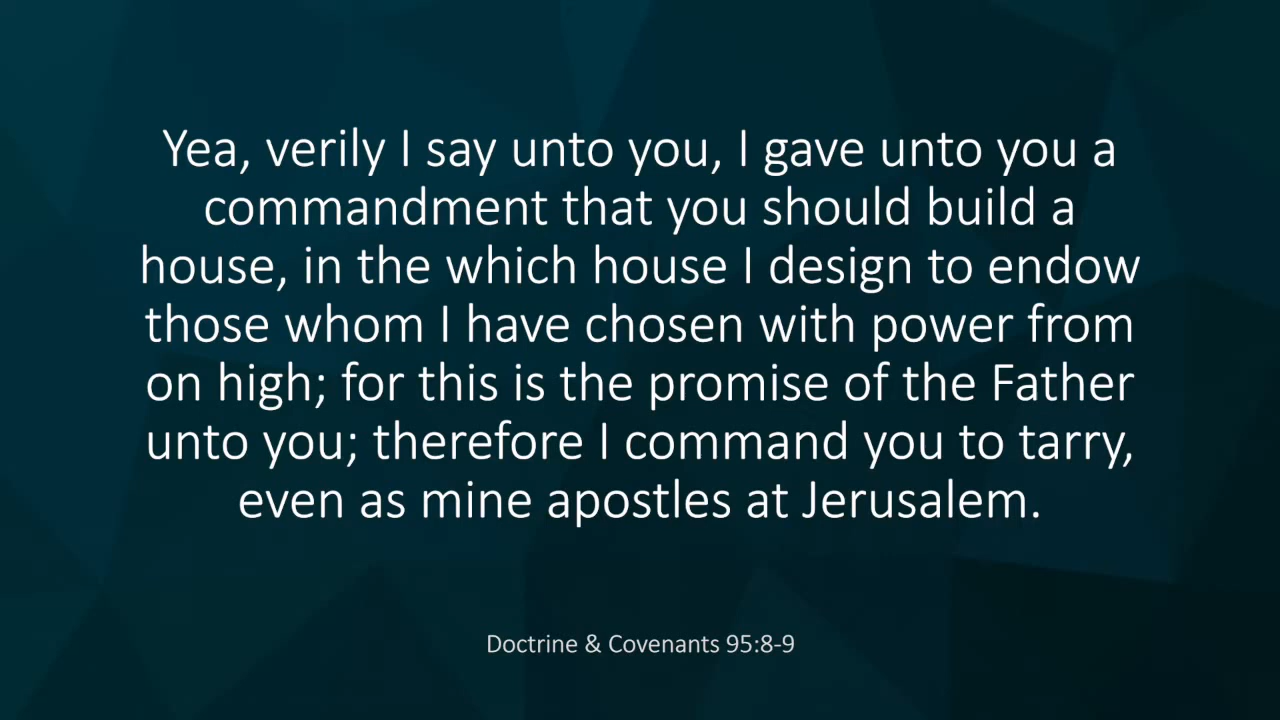 Yea, verily I say unto you, I gave unto you a
commandment that you should build a
house, in the which house I design to endow
those whom I have chosen with power from
on high; for this is the promise of the Father
unto you; therefore I command you to tarry,
even as mine apostles at Jerusalem.
Doctrine & Covenants 95:8-9